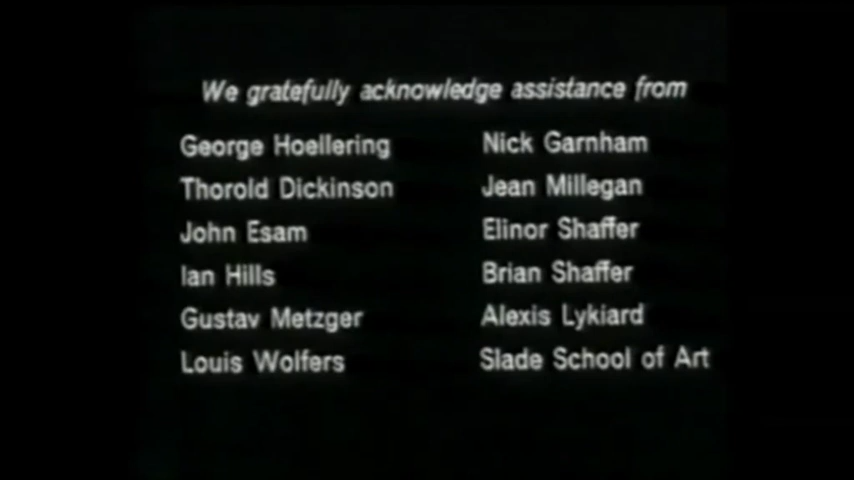 We gratefully acknowledge assistance from
George Hoellering
Thorold Dickinson
John Esam
Ian Hills
Gustav Metzger
Louis Wolfers
Nick Garnham
Jean Millegan
Elinor Shaffer
Brian Shaffer
Alexis Lykiard
Slade School of Art